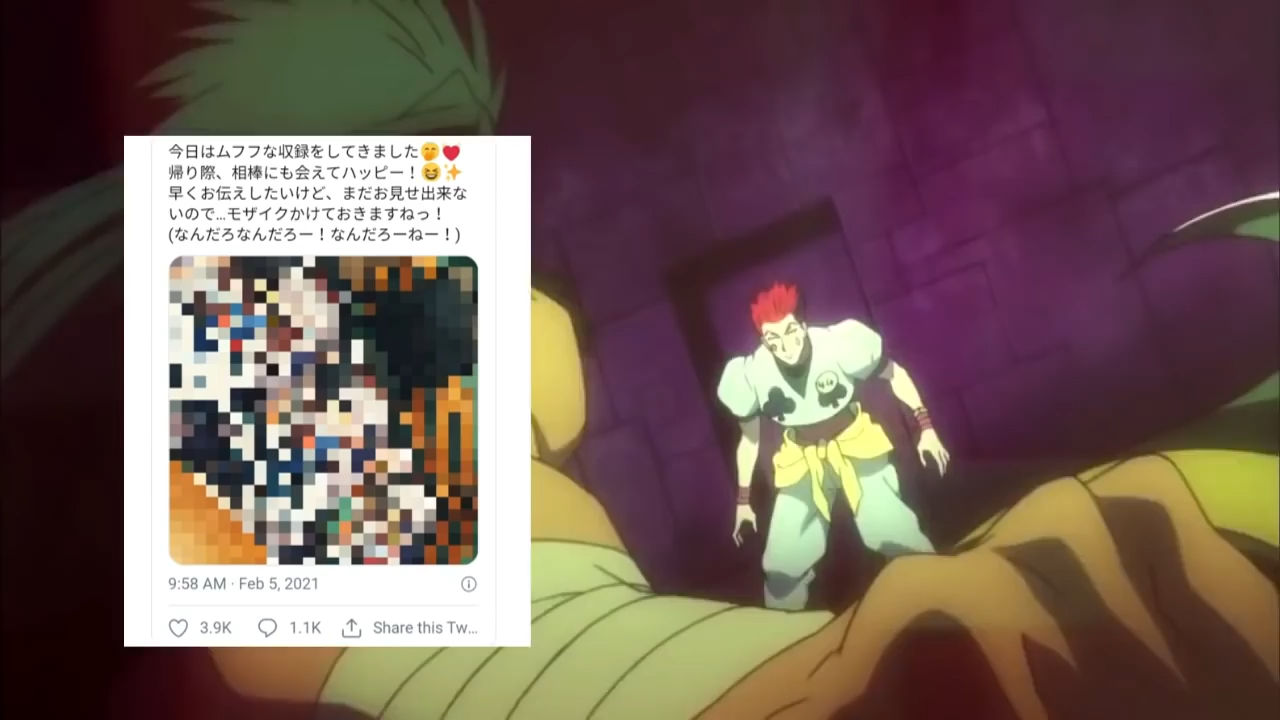 今日はムフフな収録をしてきました🤭❤️
帰り際、相棒にも会えてハッピー！😆✨
早くお伝えしたいけど、まだお見せ出来な
いので…モザイクかけておきますねっ！
(なんだろなんだろー！なんだろーねー！)
9:58 AM · Feb 5, 2021
3.9K 1.1K Share this Tw...